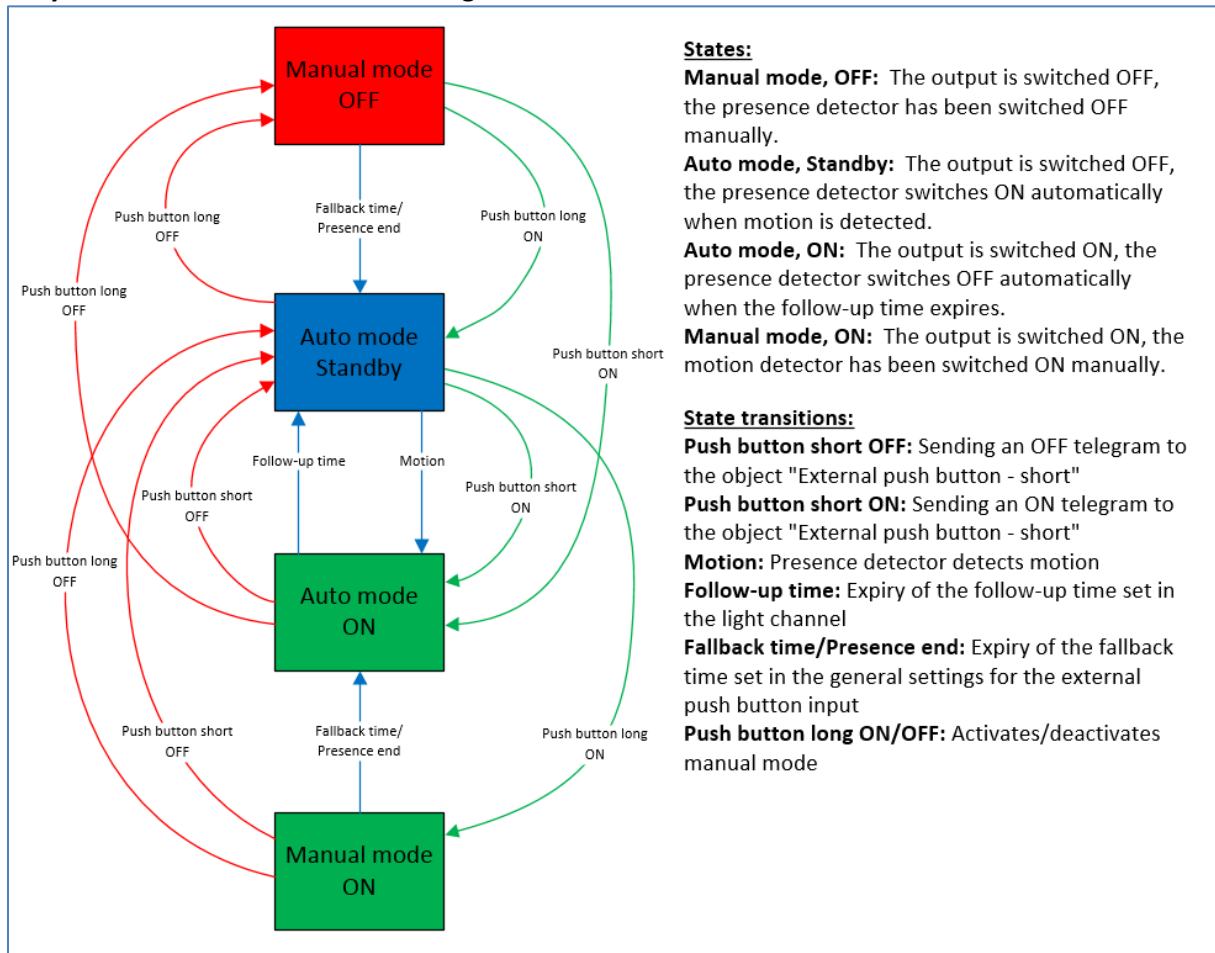 Manual mode
OFF
Push button long
OFF
Fallback time/
Presence end
Push button long
ON
Push button long
OFF
Auto mode
Standby
Push button short
ON
Follow-up time
Motion
Push button short
OFF
Push button short
ON
Push button long
OFF
Auto mode
ON
Push button short
OFF
Fallback time/
Presence end
Push button long
ON
Manual mode
ON
States:
Manual mode, OFF: The output is switched OFF,
the presence detector has been switched OFF
manually.
Auto mode, Standby: The output is switched OFF,
the presence detector switches ON automatically
when motion is detected.
Auto mode, ON: The output is switched ON, the
presence detector switches OFF automatically
when the follow-up time expires.
Manual mode, ON: The output is switched ON, the
motion detector has been switched ON manually.
State transitions:
Push button short OFF: Sending an OFF telegram to
the object "External push button - short"
Push button short ON: Sending an ON telegram to
the object "External push button - short"
Motion: Presence detector detects motion
Follow-up time: Expiry of the follow-up time set in
the light channel
Fallback time/Presence end: Expiry of the fallback
time set in the general settings for the external
push button input
Push button long ON/OFF: Activates/deactivates
manual mode